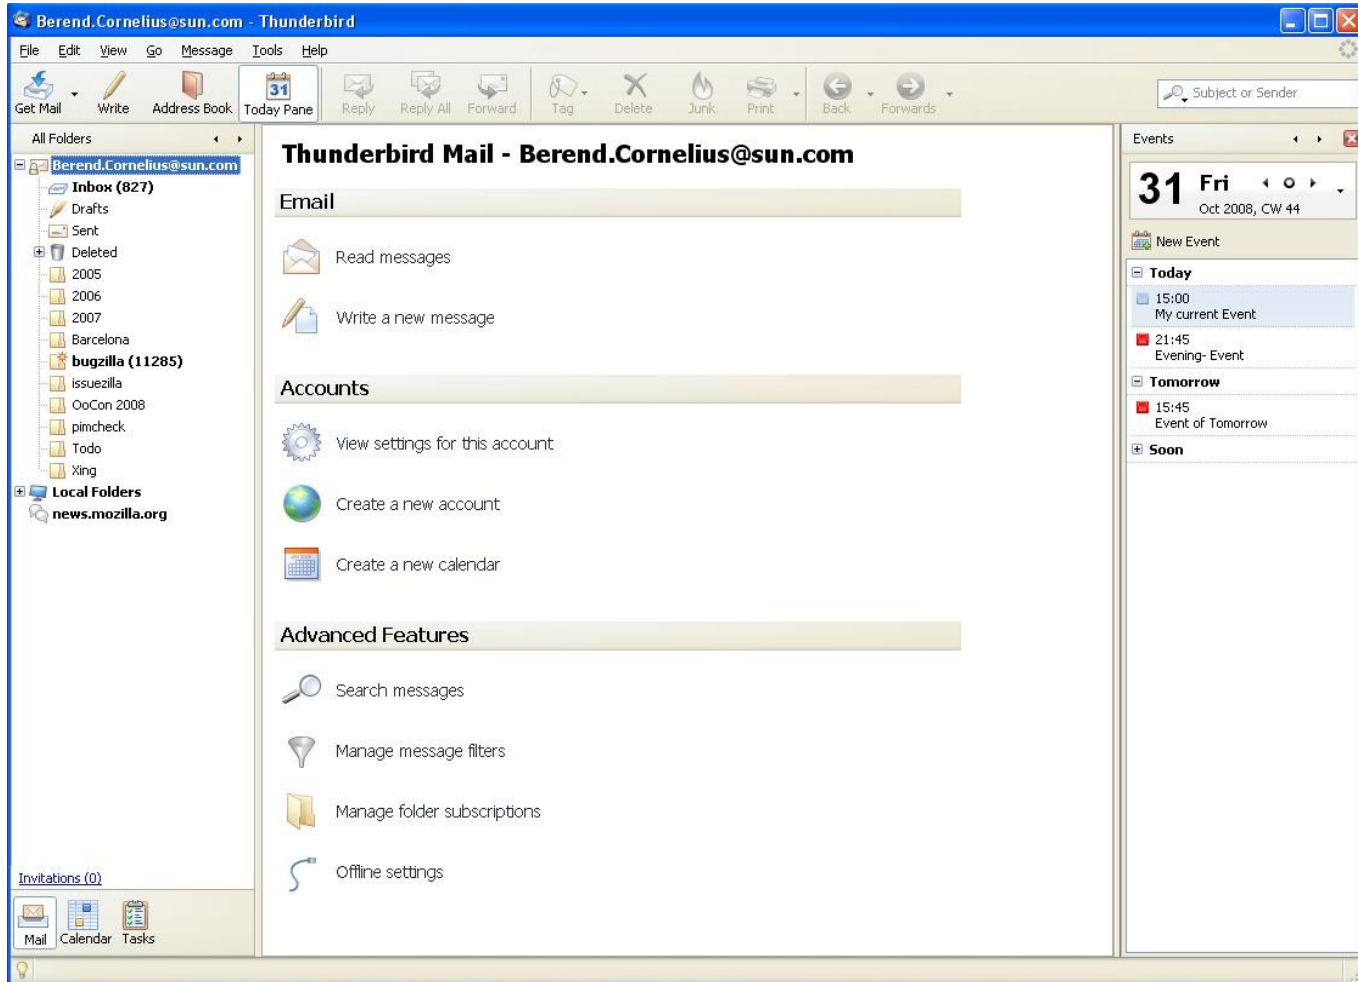 Berend.Cornelius@sun.com - Thunderbird
File Edit View Go Message Tools Help
Get Mail Write Address Book 31 Today Pane Reply Reply All Forward Tag Delete Junk Print Back Forwards Subject or Sender
All Folders
Berend.Cornelius@sun.com
Inbox (827)
Drafts
Sent
Deleted
2005
2006
2007
Barcelona
bugzilla (11285)
issuezilla
OoCon 2008
pimcheck
Todo
Xing
Local Folders
news.mozilla.org
Invitations (0)
Mail Calendar Tasks
Thunderbird Mail - Berend.Cornelius@sun.com
Email
Read messages
Write a new message
Accounts
View settings for this account
Create a new account
Create a new calendar
Advanced Features
Search messages
Manage message filters
Manage folder subscriptions
Offline settings
Events
31 Fri
Oct 2008, CW 44
New Event
Today
15:00
My current Event
21:45
Evening- Event
Tomorrow
15:45
Event of Tomorrow
Soon